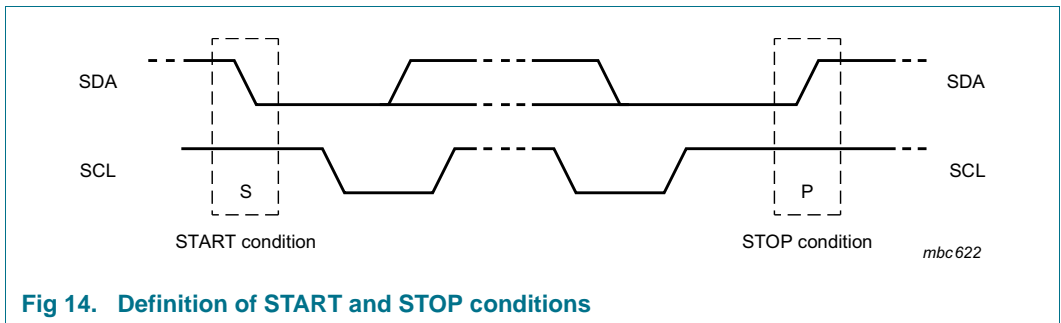 SDA SDA
SCL SCL
S P
START condition STOP condition
mbc622
Fig 14. Definition of START and STOP conditions